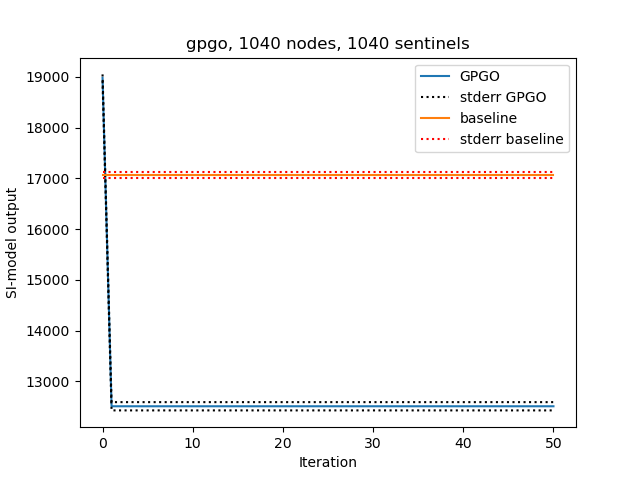 gpgo, 1040 nodes, 1040 sentinels
GPGO
stderr GPGO
baseline
stderr baseline
SI-model output
19000
18000
17000
16000
15000
14000
13000
0 10 20 30 40 50
Iteration